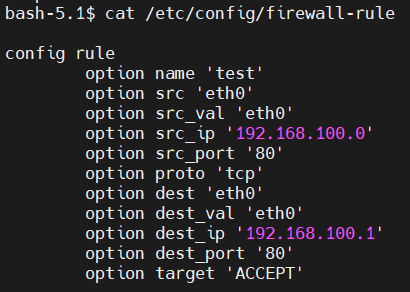 bash-5.1$ cat /etc/config/firewall-rule
config rule
option name 'test'
option src 'eth0'
option src_val 'eth0'
option src_ip '192.168.100.0'
option src_port '80'
option proto 'tcp'
option dest 'eth0'
option dest_val 'eth0'
option dest_ip '192.168.100.1'
option dest_port '80'
option target 'ACCEPT'